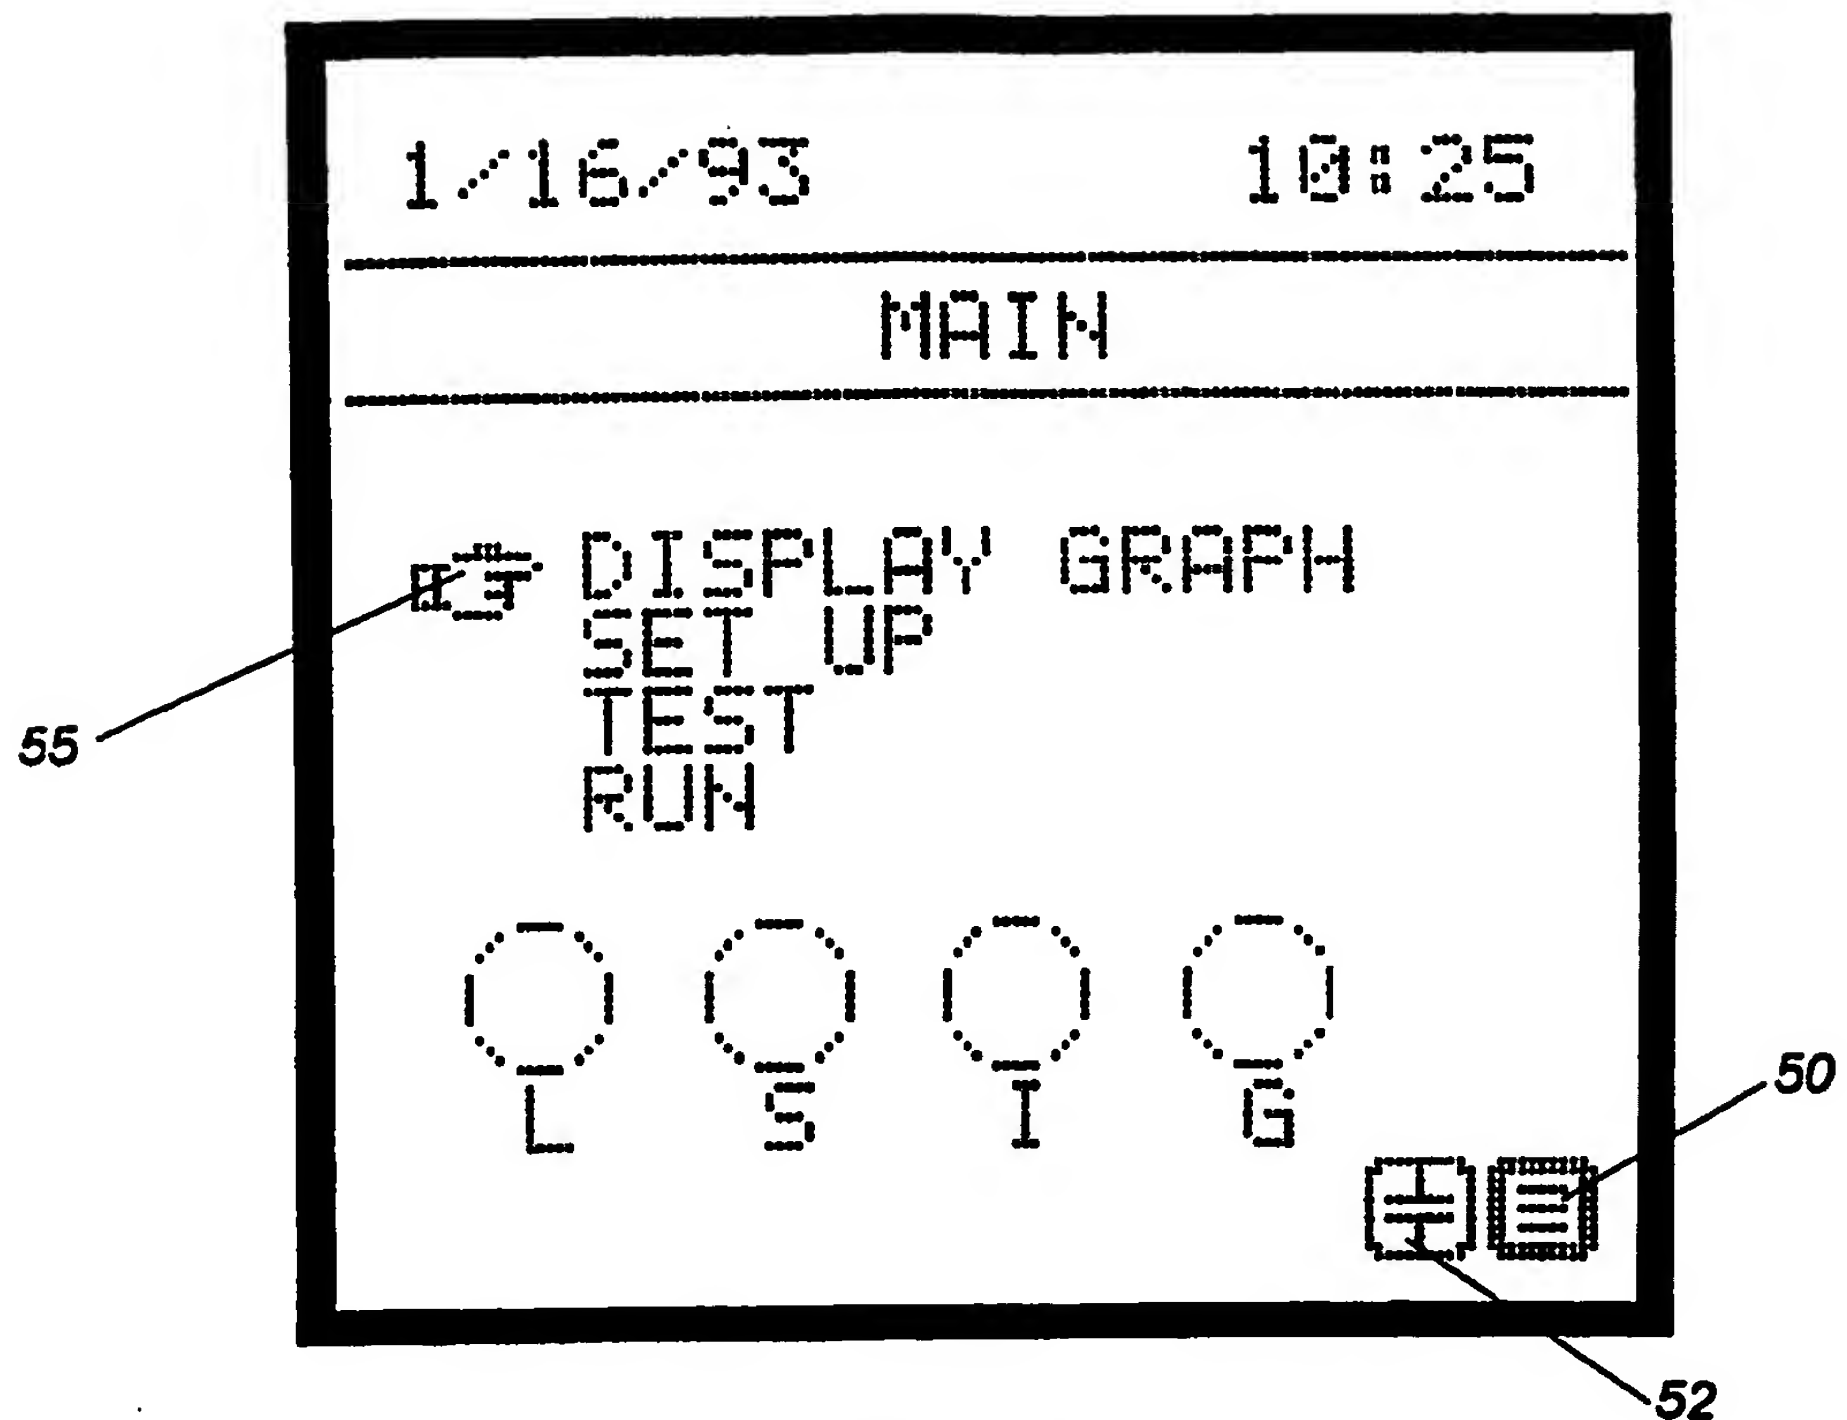 1/16/93 10:25
MAIN
DISPLAY GRAPH
SET UP
TEST
RUN
55
L S I G
50
52